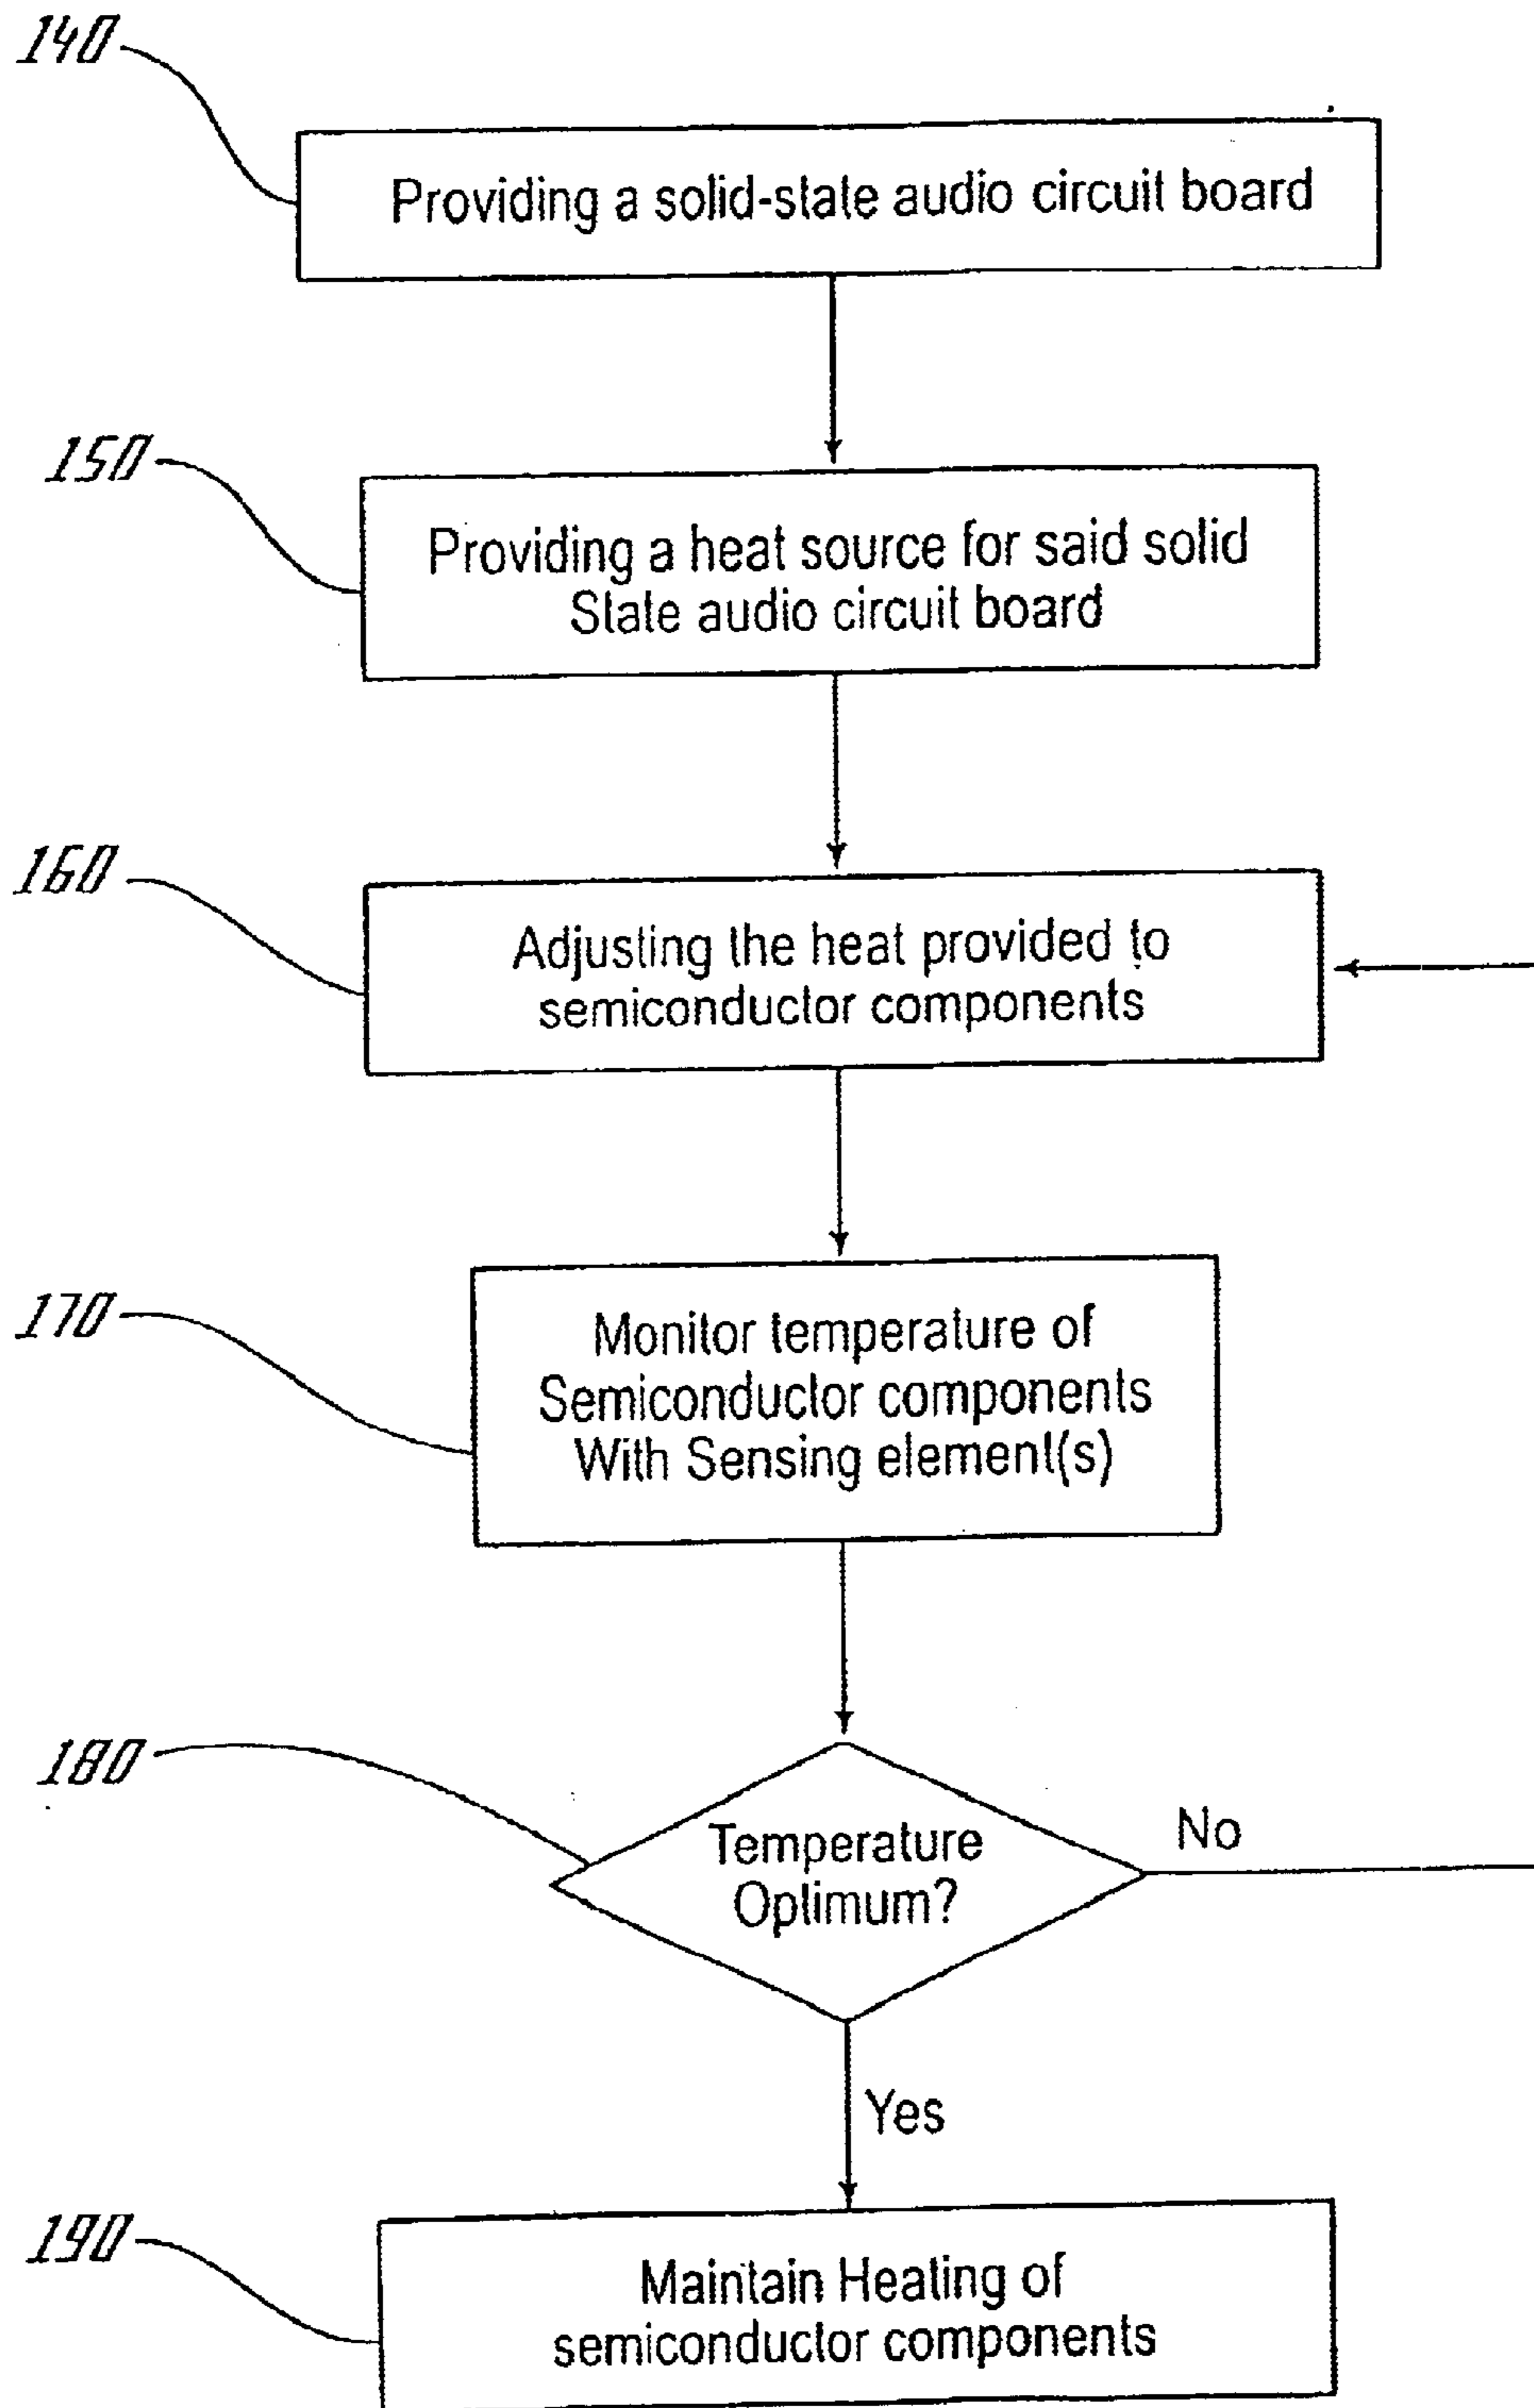 140
Providing a solid-state audio circuit board
150
Providing a heat source for said solid
State audio circuit board
160
Adjusting the heat provided to
semiconductor components
170
Monitor temperature of
Semiconductor components
With Sensing element(s)
180
Temperature
Optimum?
No
Yes
190
Maintain Heating of
semiconductor components